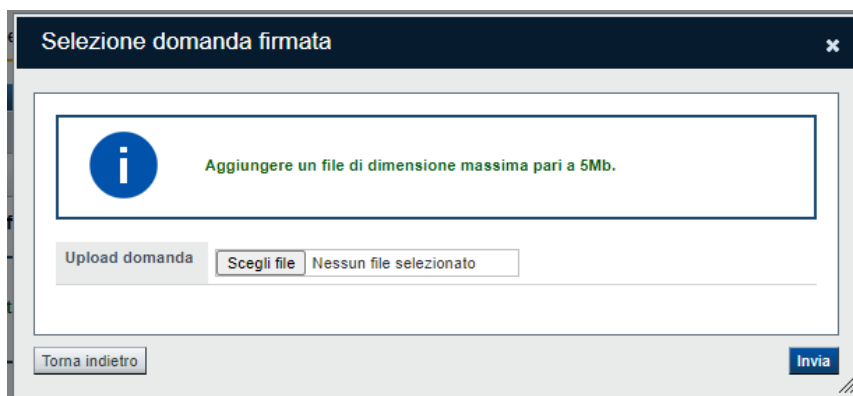 Selezione domanda firmata
Aggiungere un file di dimensione massima pari a 5Mb.
Upload domanda Scegli file Nessun file selezionato
Torna indietro Invia